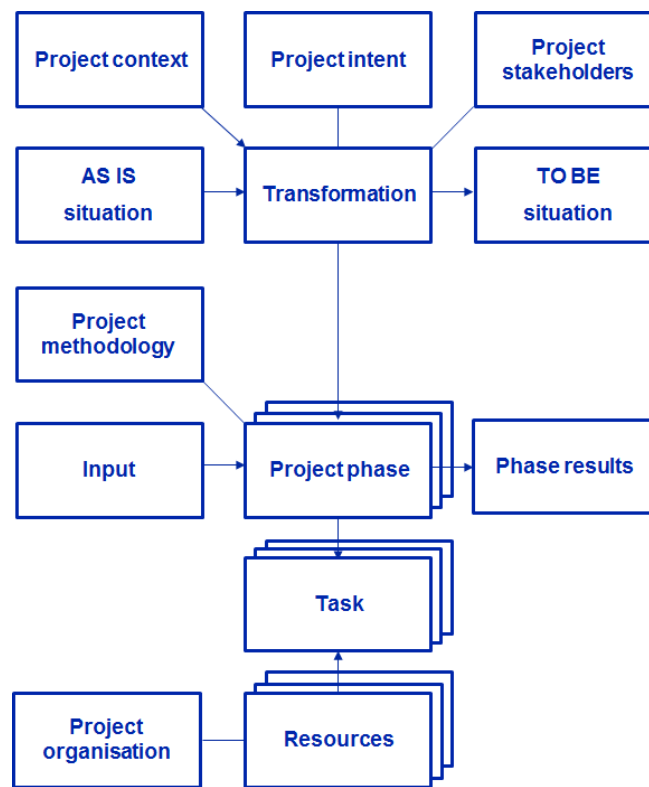 Project context
Project intent
Project
stakeholders
AS IS
situation
Transformation
TO BE
situation
Project
methodology
Input
Project phase
Phase results
Task
Project
organisation
Resources